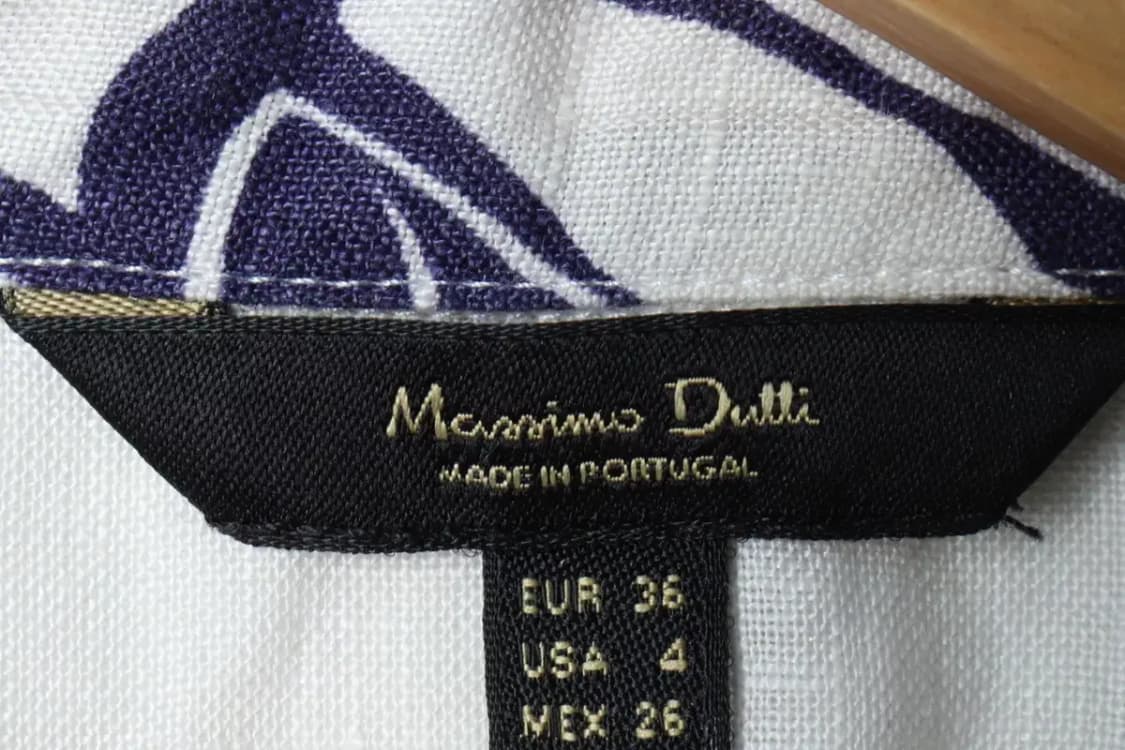 Massimo Dutti
MADE IN PORTUGAL
EUR 36
USA 4
MEX 26